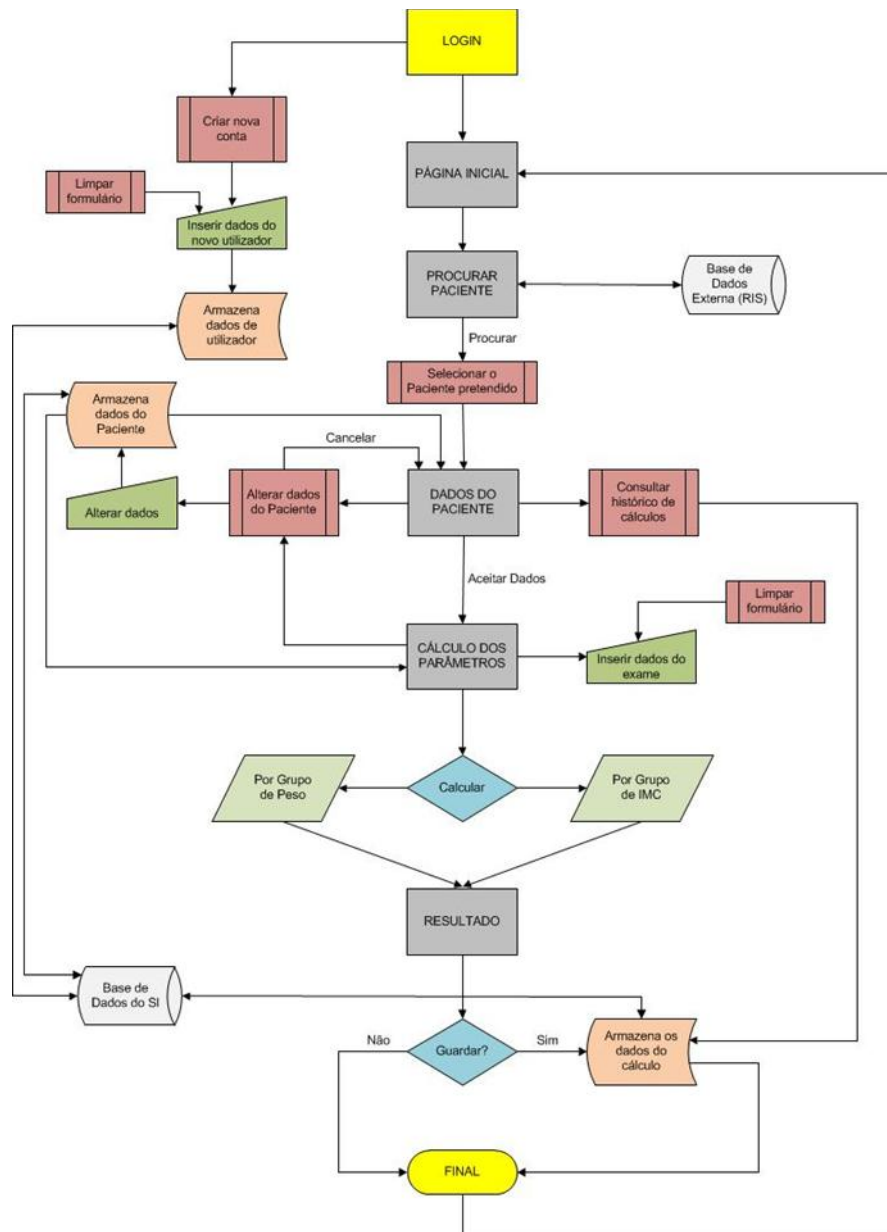 LOGIN
Criar nova
conta
PÁGINA INICIAL
Limpar
formulário
Inserir dados do
novo utilizador
PROCURAR
PACIENTE
Base de
Dados
Externa (RIS)
Armazena
dados de
utilizador
Procurar
Selecionar o
Paciente pretendido
Armazena
dados do
Paciente
Cancelar
Alterar dados
Alterar dados
do Paciente
DADOS DO
PACIENTE
Consultar
histórico de
cálculos
Aceitar Dados
Limpar
formulário
CÁLCULO DOS
PARÂMETROS
Inserir dados do
exame
Por Grupo
de Peso
Calcular
Por Grupo
de IMC
RESULTADO
Base de
Dados do SI
Não
Guardar?
Sim
Armazena os
dados do
cálculo
FINAL